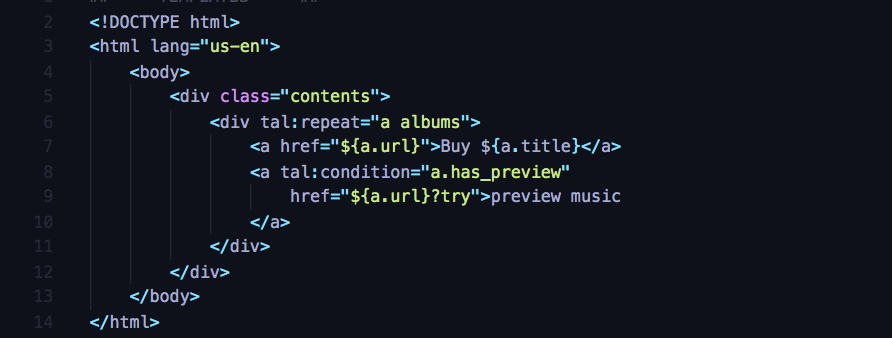 2 <!DOCTYPE html>
3 <html lang="us-en">
4     <body>
5         <div class="contents">
6             <div tal:repeat="a albums">
7                 <a href="${a.url}">Buy ${a.title}</a>
8                 <a tal:condition="a.has_preview"
9                     href="${a.url}?try">preview music
10                 </a>
11             </div>
12         </div>
13     </body>
14 </html>